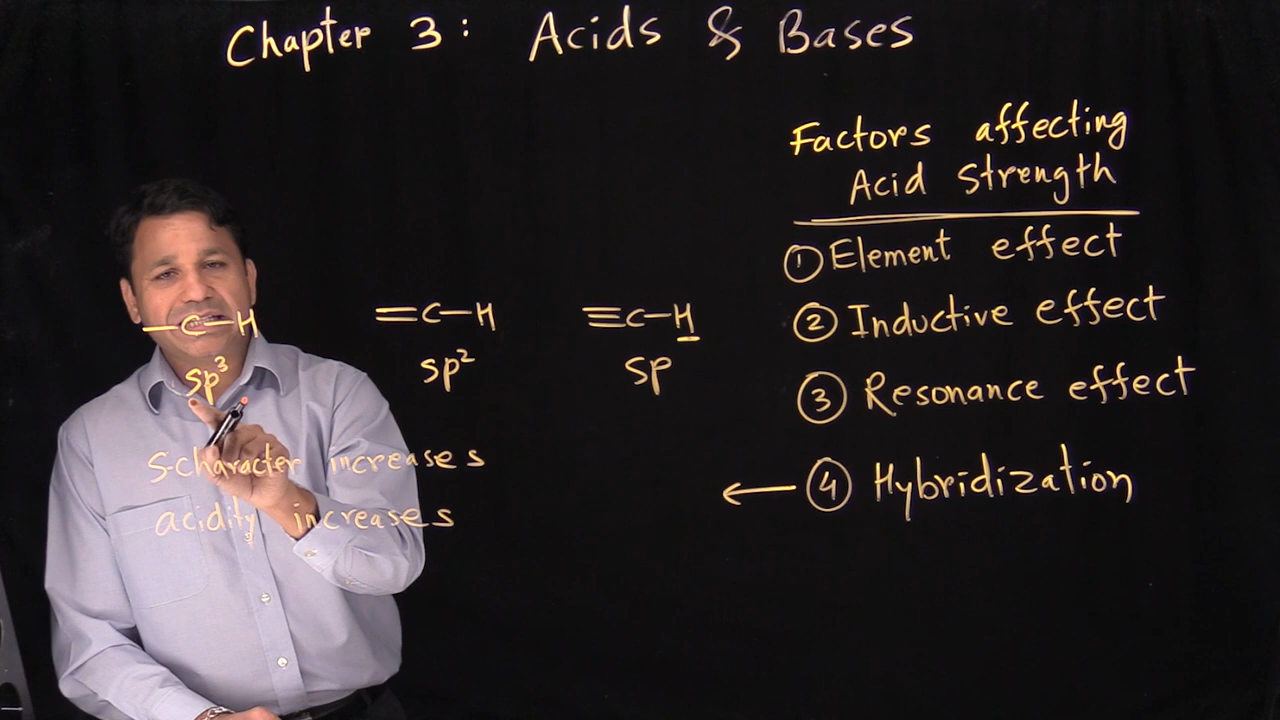 Chapter 3: Acids & Bases
Factors affecting
Acid Strength
① Element effect
② Inductive effect
③ Resonance effect
← ④ Hybridization
—C—H
sp³
=C—H
sp²
≡C—H
sp
s-character increases
acidity increases